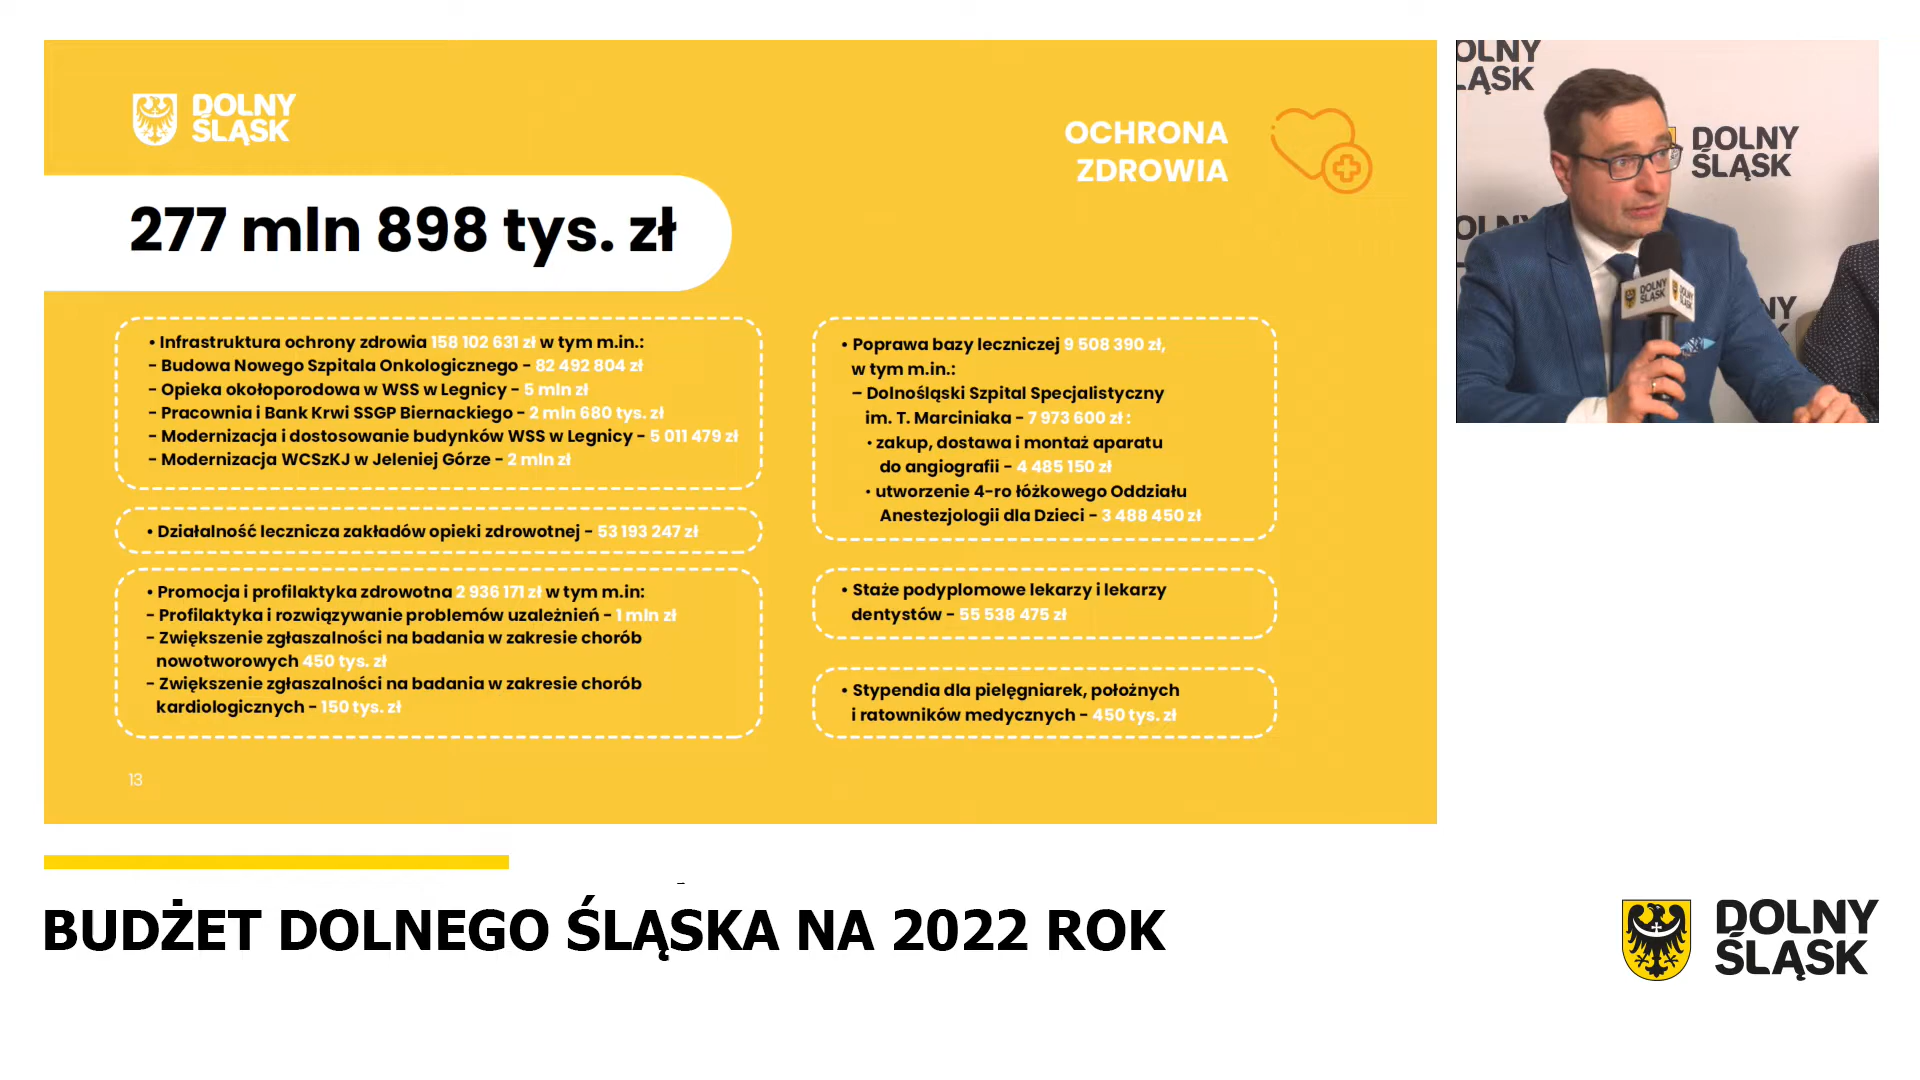 DOLNY
ŚLĄSK
OCHRONA
ZDROWIA
277 mln 898 tys. zł
• Infrastruktura ochrony zdrowia 158 102 631 zł w tym m.in.:
- Budowa Nowego Szpitala Onkologicznego - 82 492 804 zł
- Opieka okołoporodowa w WSS w Legnicy - 5 mln zł
- Pracownia i Bank Krwi SSGP Biernackiego - 2 mln 680 tys. zł
- Modernizacja i dostosowanie budynków WSS w Legnicy - 5 011 479 zł
- Modernizacja WCSzKJ w Jeleniej Górze - 2 mln zł
• Działalność lecznicza zakładów opieki zdrowotnej - 53 193 247 zł
• Promocja i profilaktyka zdrowotna 2 936 171 zł w tym m.in:
- Profilaktyka i rozwiązywanie problemów uzależnień - 1 mln zł
- Zwiększenie zgłaszalności na badania w zakresie chorób
nowotworowych 450 tys. zł
- Zwiększenie zgłaszalności na badania w zakresie chorób
kardiologicznych - 150 tys. zł
• Poprawa bazy leczniczej 9 508 390 zł,
w tym m.in.:
– Dolnośląski Szpital Specjalistyczny
im. T. Marciniaka - 7 973 600 zł :
• zakup, dostawa i montaż aparatu
do angiografii - 4 485 150 zł
• utworzenie 4-ro łóżkowego Oddziału
Anestezjologii dla Dzieci - 3 488 450 zł
• Staże podyplomowe lekarzy i lekarzy
dentystów - 55 538 475 zł
• Stypendia dla pielęgniarek, położnych
i ratowników medycznych - 450 tys. zł
13
OLNY
LĄSK
DOLNY
ŚLĄSK
OLNY
NY
K
DOLNY
ŚLĄSK
BUDŻET DOLNEGO ŚLĄSKA NA 2022 ROK
DOLNY
ŚLĄSK